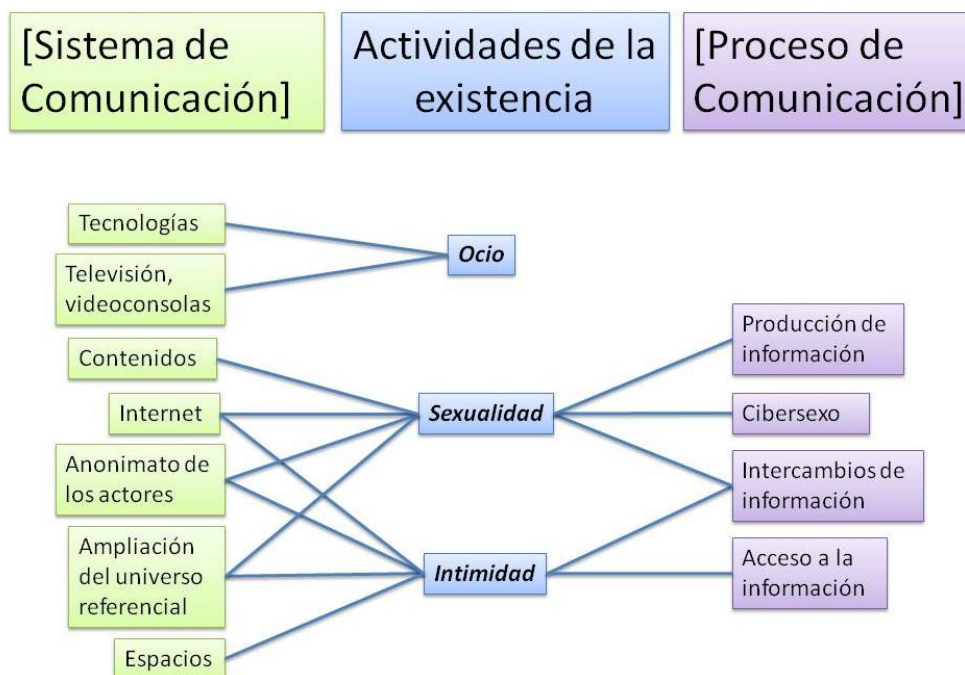 [Sistema de
Comunicación]
Actividades de la
existencia
[Proceso de
Comunicación]
Tecnologías
Televisión,
videoconsolas
Contenidos
Internet
Anonimato de
los actores
Ampliación
del universo
referencial
Espacios
Ocio
Sexualidad
Intimidad
Producción de
información
Cibersexo
Intercambios de
información
Acceso a la
información